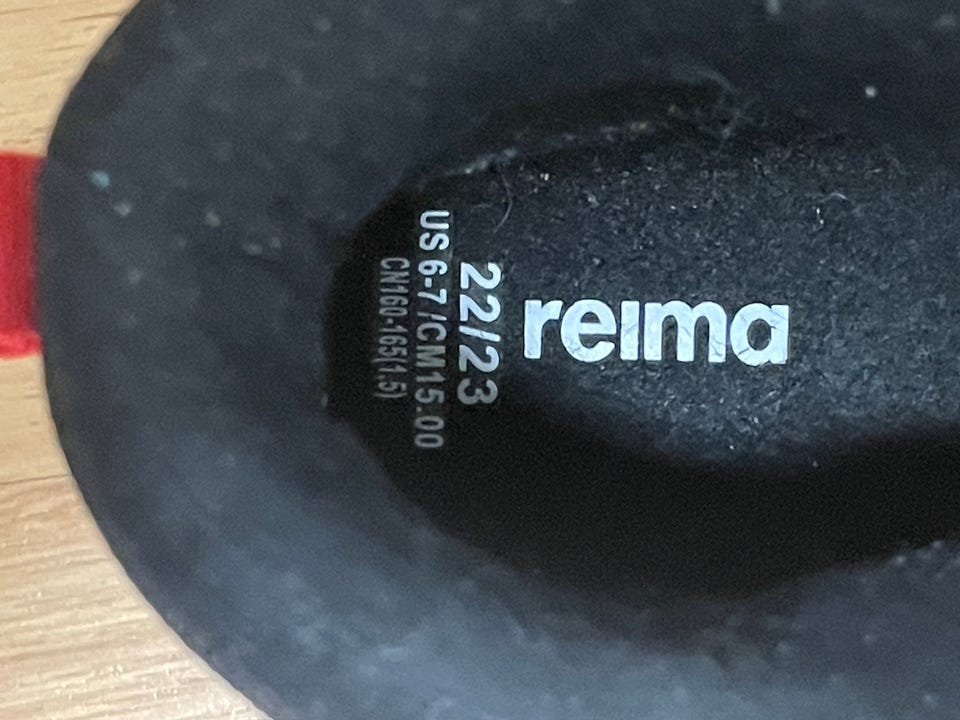 reima
22/23
US 6-7 /CM15.00
CN160-165(1.5)